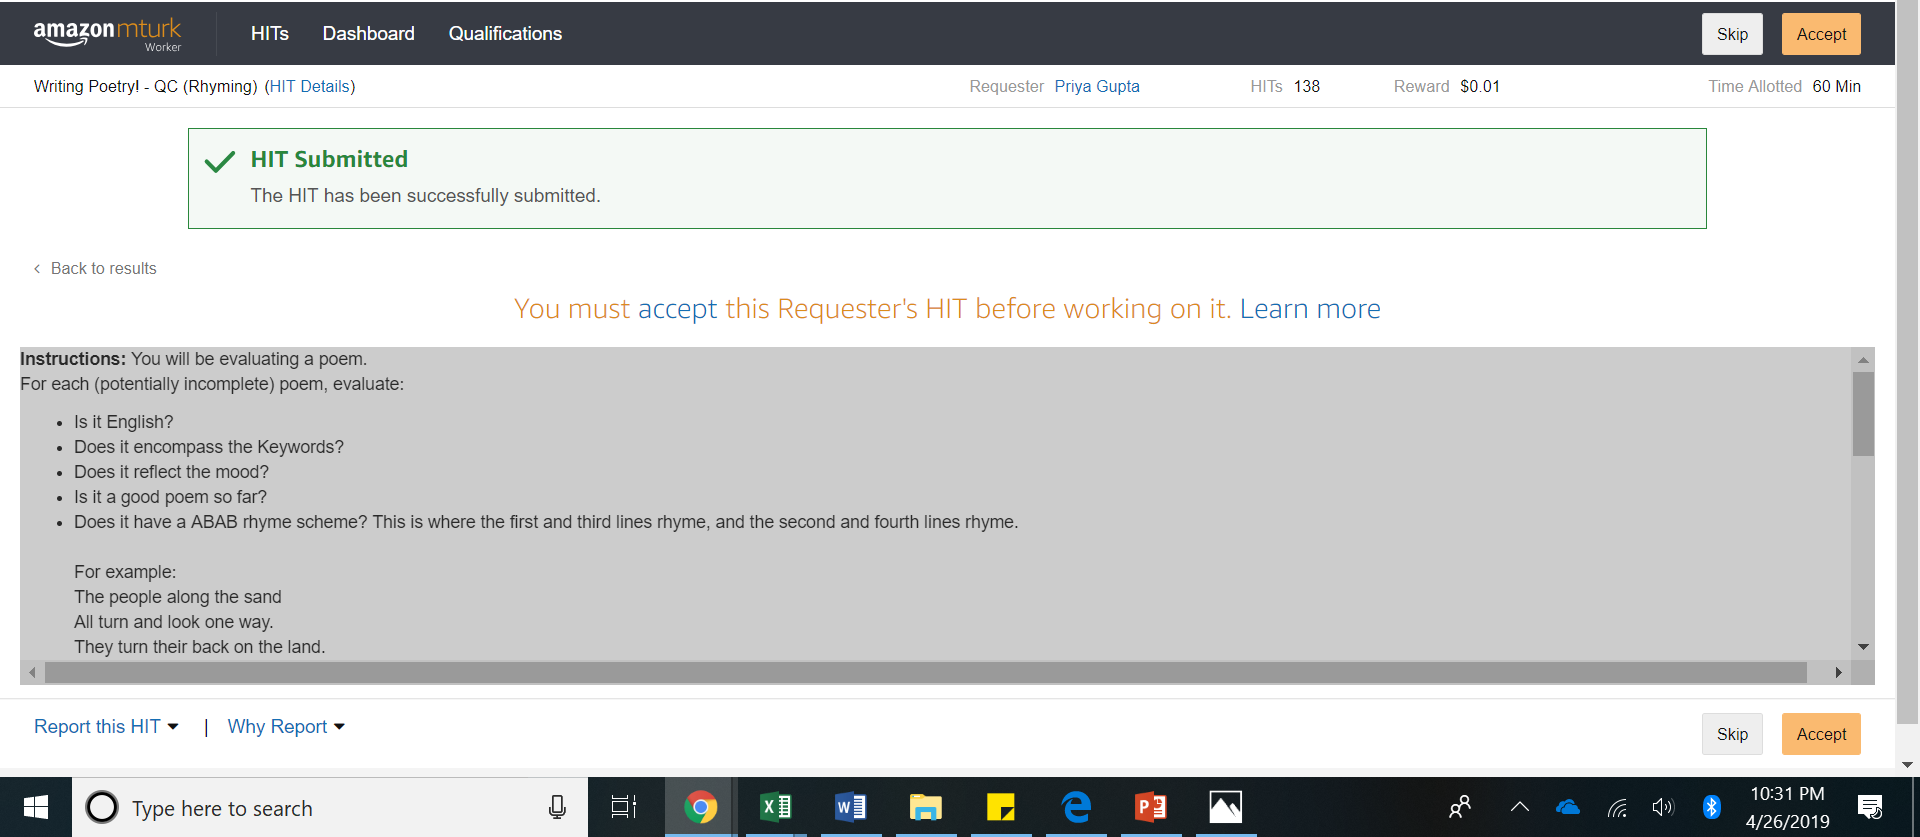 amazonmturk
Worker
HITs Dashboard Qualifications Skip Accept
Writing Poetry! - QC (Rhyming) (HIT Details) Requester Priya Gupta HITs 138 Reward $0.01 Time Allotted 60 Min
HIT Submitted
The HIT has been successfully submitted.
Back to results
You must accept this Requester's HIT before working on it. Learn more
Instructions: You will be evaluating a poem.
For each (potentially incomplete) poem, evaluate:
• Is it English?
• Does it encompass the Keywords?
• Does it reflect the mood?
• Is it a good poem so far?
• Does it have a ABAB rhyme scheme? This is where the first and third lines rhyme, and the second and fourth lines rhyme.
For example:
The people along the sand
All turn and look one way.
They turn their back on the land.
Report this HIT | Why Report Skip Accept
Type here to search
10:31 PM
4/26/2019